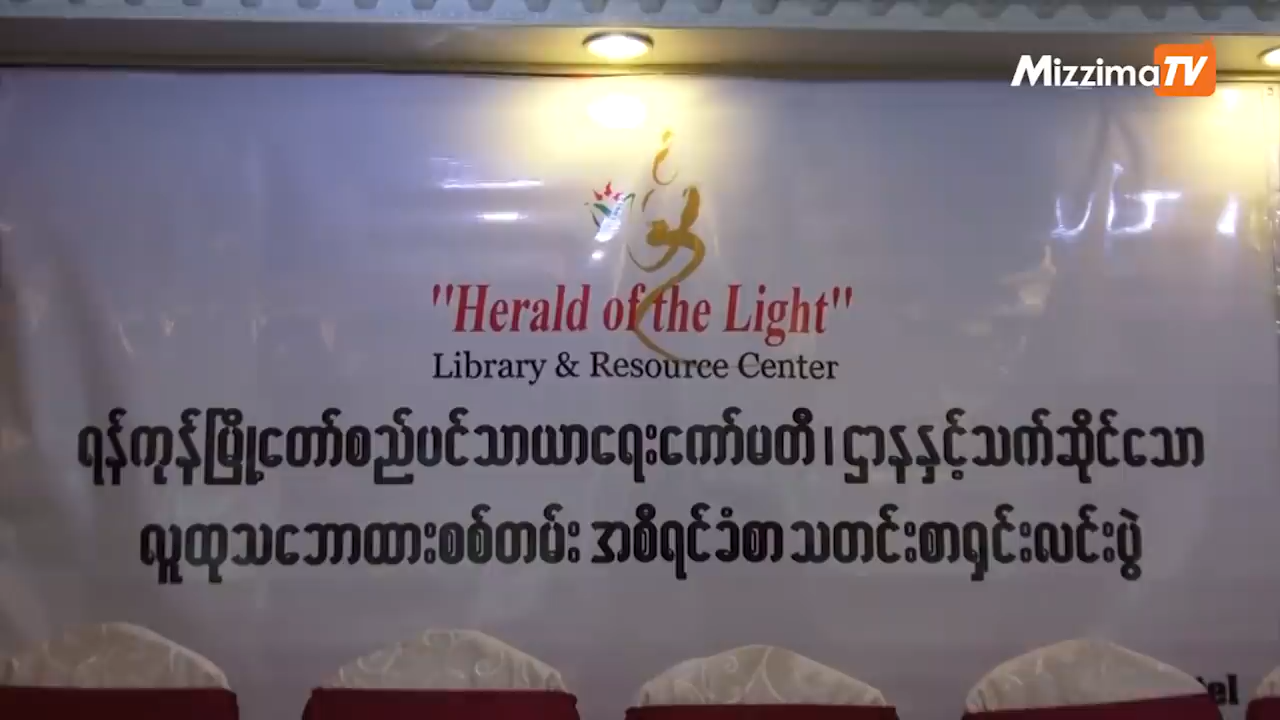 MizzimaTV
"Herald of the Light"
Library & Resource Center
ရန်ကုန်မြို့တော်စည်ပင်သာယာရေးကော်မတီ၊ ဌာနနှင့်သက်ဆိုင်သော
လူထုသဘောထားစစ်တမ်း အစီရင်ခံစာ သတင်းစာရှင်းလင်းပွဲ